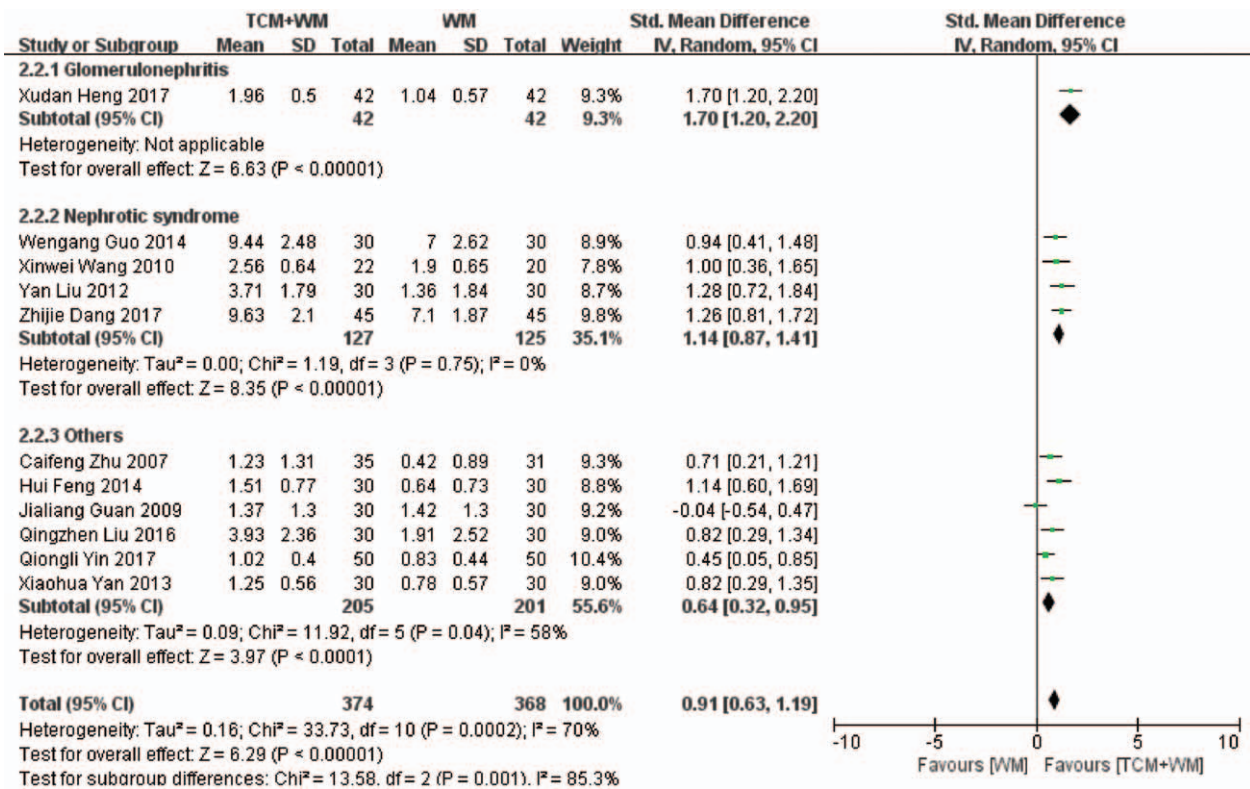 TCM+WM WM Std. Mean Difference Std. Mean Difference
Study or Subgroup Mean SD Total Mean SD Total Weight IV, Random, 95% CI IV, Random, 95% CI
2.2.1 Glomerulonephritis
Xudan Heng 2017 1.96 0.5 42 1.04 0.57 42 9.3% 1.70 [1.20, 2.20]
Subtotal (95% CI) 42 42 9.3% 1.70 [1.20, 2.20]
Heterogeneity: Not applicable
Test for overall effect: Z = 6.63 (P < 0.00001)
2.2.2 Nephrotic syndrome
Wengang Guo 2014 9.44 2.48 30 7 2.62 30 8.9% 0.94 [0.41, 1.48]
Xinwei Wang 2010 2.56 0.64 22 1.9 0.65 20 7.8% 1.00 [0.36, 1.65]
Yan Liu 2012 3.71 1.79 30 1.36 1.84 30 8.7% 1.28 [0.72, 1.84]
Zhijie Dang 2017 9.63 2.1 45 7.1 1.87 45 9.8% 1.26 [0.81, 1.72]
Subtotal (95% CI) 127 125 35.1% 1.14 [0.87, 1.41]
Heterogeneity: Tau² = 0.00; Chi² = 1.19, df = 3 (P = 0.75); I² = 0%
Test for overall effect: Z = 8.35 (P < 0.00001)
2.2.3 Others
Caifeng Zhu 2007 1.23 1.31 35 0.42 0.89 31 9.3% 0.71 [0.21, 1.21]
Hui Feng 2014 1.51 0.77 30 0.64 0.73 30 8.8% 1.14 [0.60, 1.69]
Jialiang Guan 2009 1.37 1.3 30 1.42 1.3 30 9.2% -0.04 [-0.54, 0.47]
Qingzhen Liu 2016 3.93 2.36 30 1.91 2.52 30 9.0% 0.82 [0.29, 1.34]
Qiongli Yin 2017 1.02 0.4 50 0.83 0.44 50 10.4% 0.45 [0.05, 0.85]
Xiaohua Yan 2013 1.25 0.56 30 0.78 0.57 30 9.0% 0.82 [0.29, 1.35]
Subtotal (95% CI) 205 201 55.6% 0.64 [0.32, 0.95]
Heterogeneity: Tau² = 0.09; Chi² = 11.92, df = 5 (P = 0.04); I² = 58%
Test for overall effect: Z = 3.97 (P < 0.0001)
Total (95% CI) 374 368 100.0% 0.91 [0.63, 1.19]
Heterogeneity: Tau² = 0.16; Chi² = 33.73, df = 10 (P = 0.0002); I² = 70%
Test for overall effect: Z = 6.29 (P < 0.00001)
Test for subgroup differences: Chi² = 13.58, df = 2 (P = 0.001), I² = 85.3%
-10 -5 0 5 10
Favours [WM] Favours [TCM+WM]